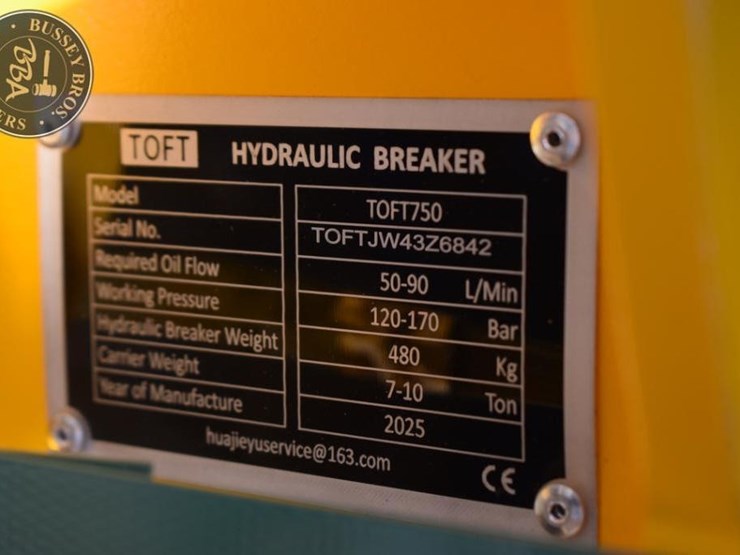 BUSSEY BROS.
BBA
ERS
TOFT HYDRAULIC BREAKER
Model TOFT750
Serial No. TOFTJW43Z6842
Required Oil Flow 50-90 L/Min
Working Pressure 120-170 Bar
Hydraulic Breaker Weight 480 Kg
Carrier Weight 7-10 Ton
Year of Manufacture 2025
huajieyuservice@163.com
CE